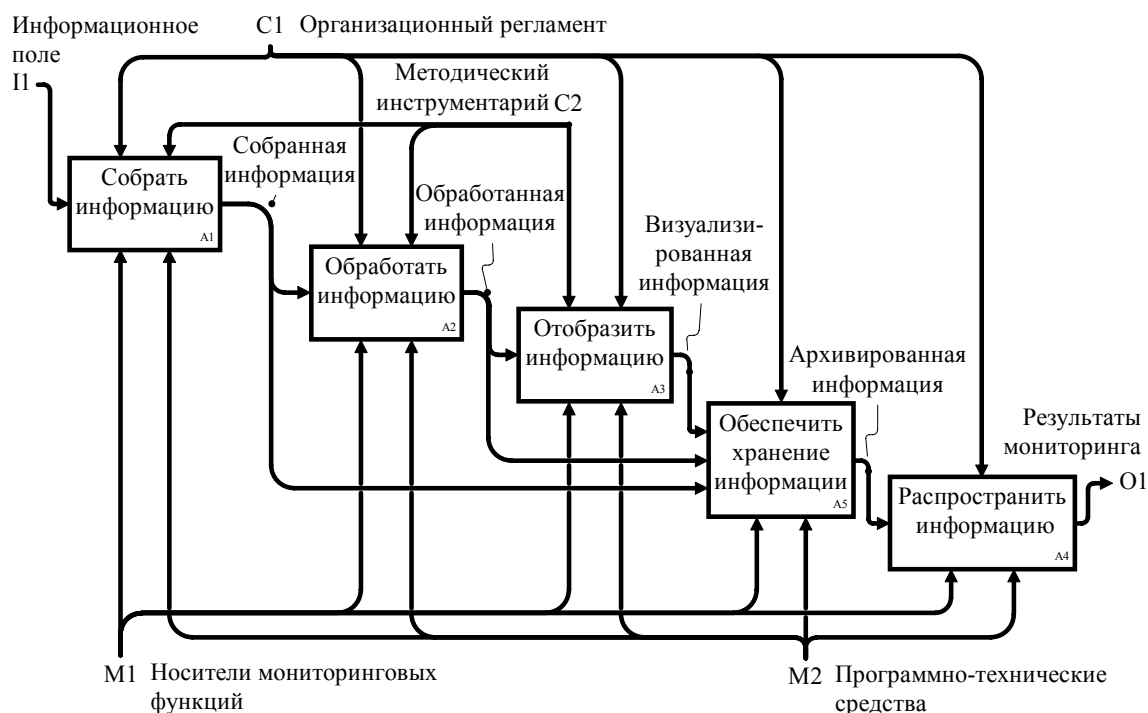 Информационное
поле
I1
C1 Организационный регламент
Методический
инструментарий C2
Собрать
информацию
A1
Собранная
информация
Обработать
информацию
A2
Обработанная
информация
Отобразить
информацию
A3
Визуализи-
рованная
информация
Обеспечить
хранение
информации
A5
Архивированная
информация
Распространить
информацию
A4
Результаты
мониторинга
O1
M1 Носители мониторинговых
функций
M2 Программно-технические
средства